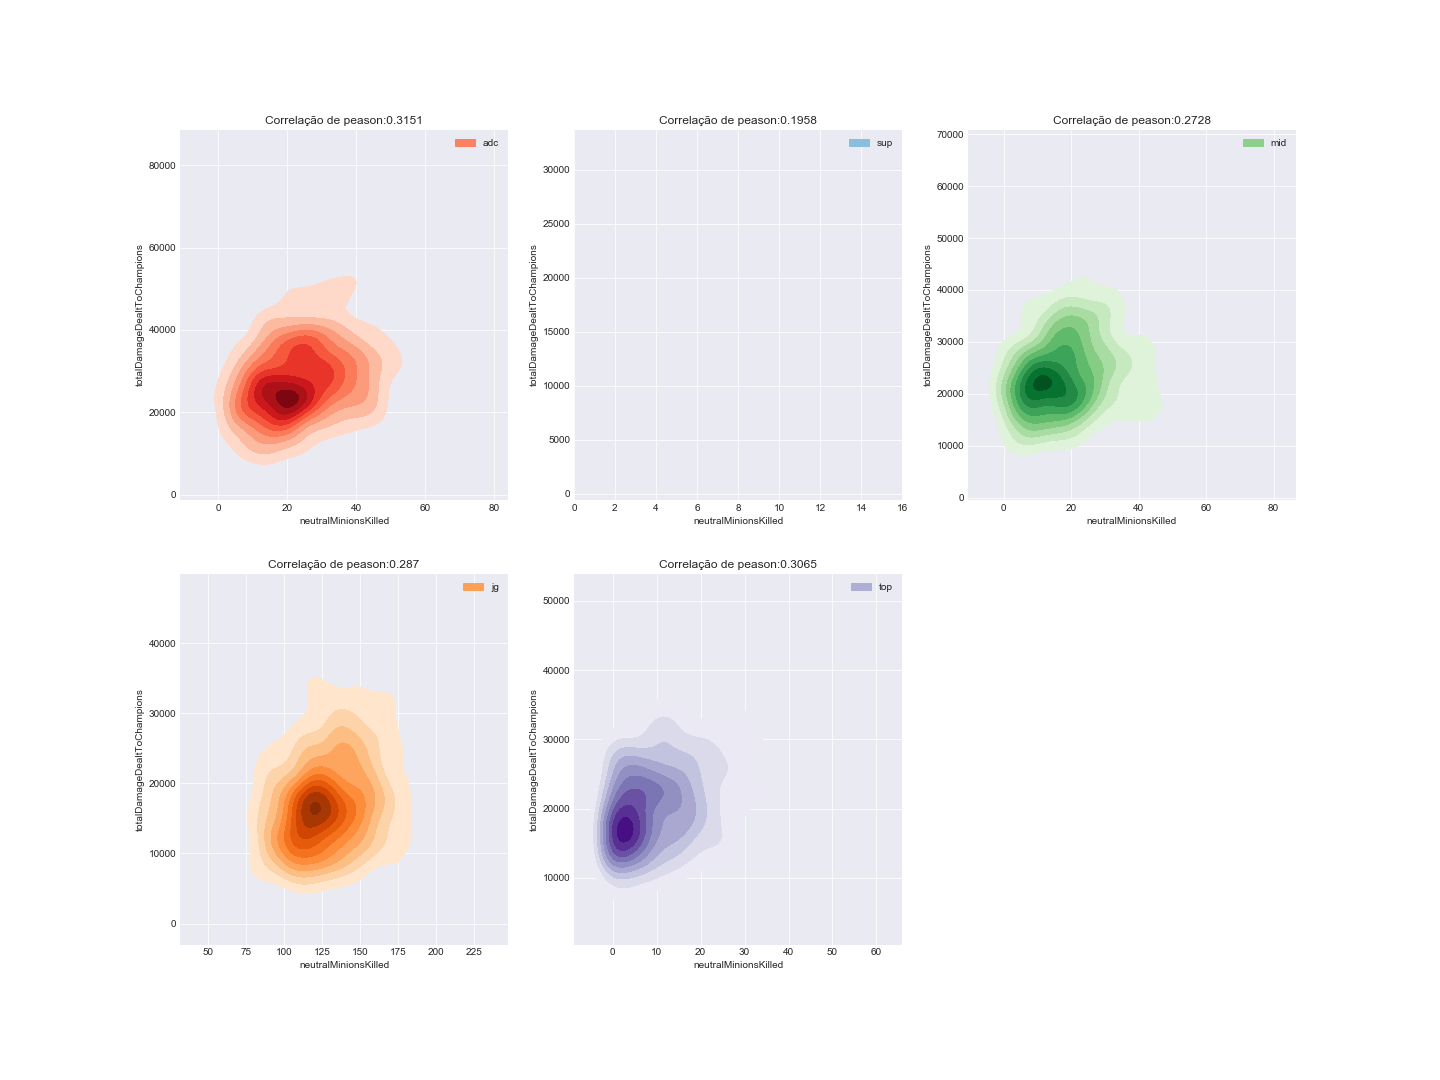 Correlação de peason:0.3151
adc
80000
60000
40000
20000
0
totalDamageDealtToChampions
0 20 40 60 80
neutralMinionsKilled
Correlação de peason:0.1958
sup
30000
25000
20000
15000
10000
5000
0
totalDamageDealtToChampions
0 2 4 6 8 10 12 14 16
neutralMinionsKilled
Correlação de peason:0.2728
mid
70000
60000
50000
40000
30000
20000
10000
0
totalDamageDealtToChampions
0 20 40 60 80
neutralMinionsKilled
Correlação de peason:0.287
jg
40000
30000
20000
10000
0
totalDamageDealtToChampions
50 75 100 125 150 175 200 225
neutralMinionsKilled
Correlação de peason:0.3065
top
50000
40000
30000
20000
10000
totalDamageDealtToChampions
0 10 20 30 40 50 60
neutralMinionsKilled